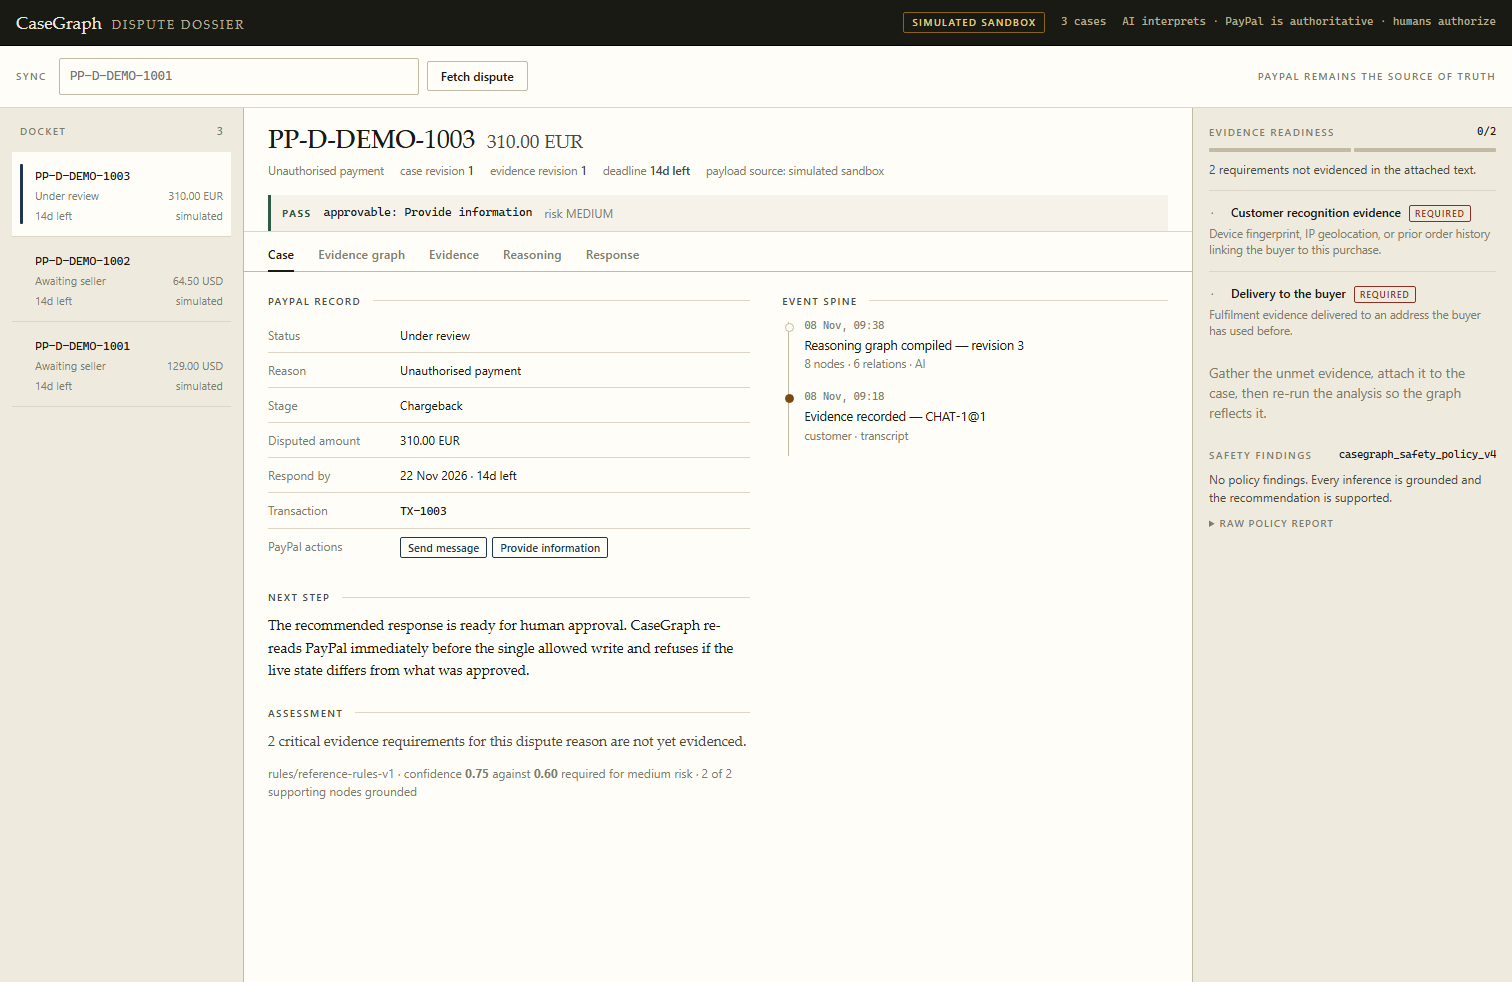 CaseGraph DISPUTE DOSSIER
SIMULATED SANDBOX 3 cases AI interprets · PayPal is authoritative · humans authorize
SYNC PP-D-DEMO-1001 Fetch dispute PAYPAL REMAINS THE SOURCE OF TRUTH
DOCKET 3
PP-D-DEMO-1003
Under review 310.00 EUR
14d left simulated
PP-D-DEMO-1002
Awaiting seller 64.50 USD
14d left simulated
PP-D-DEMO-1001
Awaiting seller 129.00 USD
14d left simulated
PP-D-DEMO-1003 310.00 EUR
Unauthorised payment case revision 1 evidence revision 1 deadline 14d left payload source: simulated sandbox
PASS approvable: Provide information risk MEDIUM
Case Evidence graph Evidence Reasoning Response
PAYPAL RECORD
Status Under review
Reason Unauthorised payment
Stage Chargeback
Disputed amount 310.00 EUR
Respond by 22 Nov 2026 · 14d left
Transaction TX-1003
PayPal actions Send message Provide information
NEXT STEP
The recommended response is ready for human approval. CaseGraph re-
reads PayPal immediately before the single allowed write and refuses if the
live state differs from what was approved.
ASSESSMENT
2 critical evidence requirements for this dispute reason are not yet evidenced.
rules/reference-rules-v1 · confidence 0.75 against 0.60 required for medium risk · 2 of 2
supporting nodes grounded
EVENT SPINE
08 Nov, 09:38
Reasoning graph compiled — revision 3
8 nodes · 6 relations · AI
08 Nov, 09:18
Evidence recorded — CHAT-1@1
customer · transcript
EVIDENCE READINESS 0/2
2 requirements not evidenced in the attached text.
· Customer recognition evidence REQUIRED
Device fingerprint, IP geolocation, or prior order history
linking the buyer to this purchase.
· Delivery to the buyer REQUIRED
Fulfilment evidence delivered to an address the buyer
has used before.
Gather the unmet evidence, attach it to the
case, then re-run the analysis so the graph
reflects it.
SAFETY FINDINGS casegraph_safety_policy_v4
No policy findings. Every inference is grounded and
the recommendation is supported.
▶ RAW POLICY REPORT